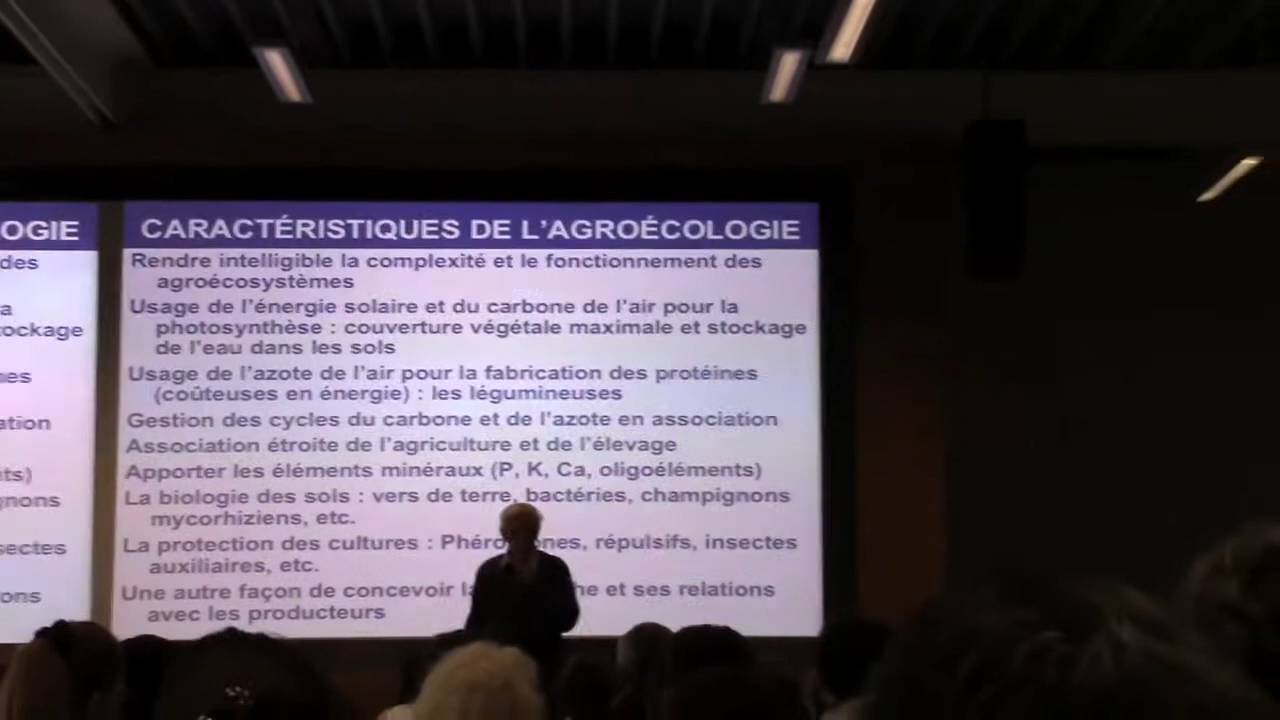 OGIE
des
a
tockage
nes
ation
ts)
gnons
sectes
ons
CARACTÉRISTIQUES DE L'AGROÉCOLOGIE
Rendre intelligible la complexité et le fonctionnement des
agroécosystèmes
Usage de l'énergie solaire et du carbone de l'air pour la
photosynthèse : couverture végétale maximale et stockage
de l'eau dans les sols
Usage de l'azote de l'air pour la fabrication des protéines
(coûteuses en énergie) : les légumineuses
Gestion des cycles du carbone et de l'azote en association
Association étroite de l'agriculture et de l'élevage
Apporter les éléments minéraux (P, K, Ca, oligoéléments)
La biologie des sols : vers de terre, bactéries, champignons
mycorhiziens, etc.
La protection des cultures : Phéro nes, répulsifs, insectes
auxiliaires, etc.
Une autre façon de concevoir la he et ses relations
avec les producteurs